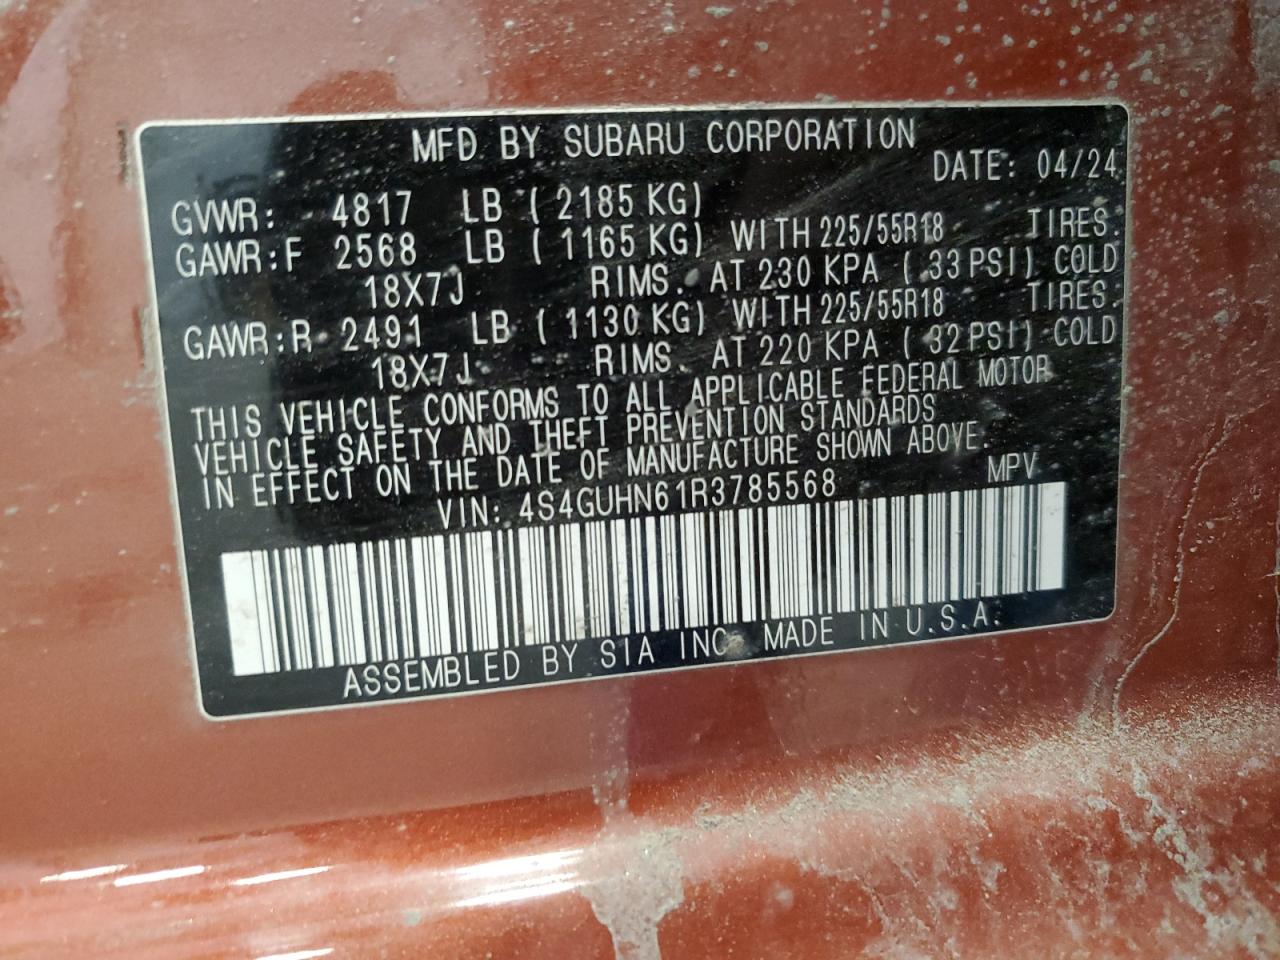 MFD BY SUBARU CORPORATION
DATE: 04/24
GVWR: 4817 LB ( 2185 KG)
GAWR:F 2568 LB ( 1165 KG) WITH 225/55R18 TIRES.
18X7J RIMS. AT 230 KPA ( 33 PSI) COLD
GAWR:R 2491 LB ( 1130 KG) WITH 225/55R18 TIRES.
18X7J RIMS. AT 220 KPA ( 32 PSI) COLD
THIS VEHICLE CONFORMS TO ALL APPLICABLE FEDERAL MOTOR
VEHICLE SAFETY AND THEFT PREVENTION STANDARDS
IN EFFECT ON THE DATE OF MANUFACTURE SHOWN ABOVE.
VIN: 4S4GUHN61R3785568 MPV
ASSEMBLED BY SIA INC MADE IN U.S.A.